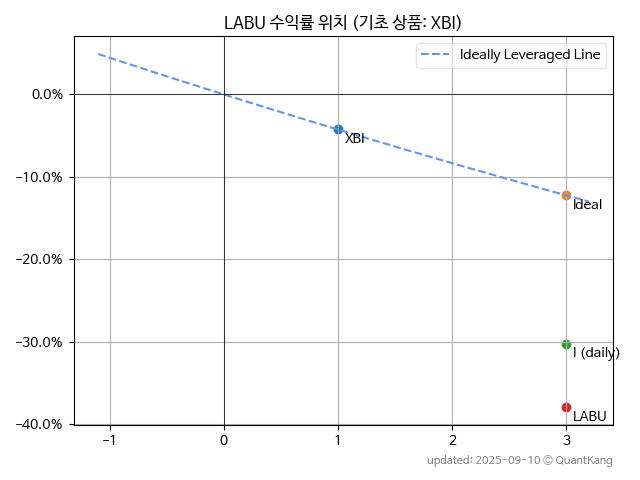 LABU 수익률 위치 (기초 상품: XBI)
Ideally Leveraged Line
0.0%
XBI
-10.0%
Ideal
-20.0%
-30.0%
I (daily)
LABU
-40.0%
-1 0 1 2 3
updated: 2025-09-10 © QuantKang